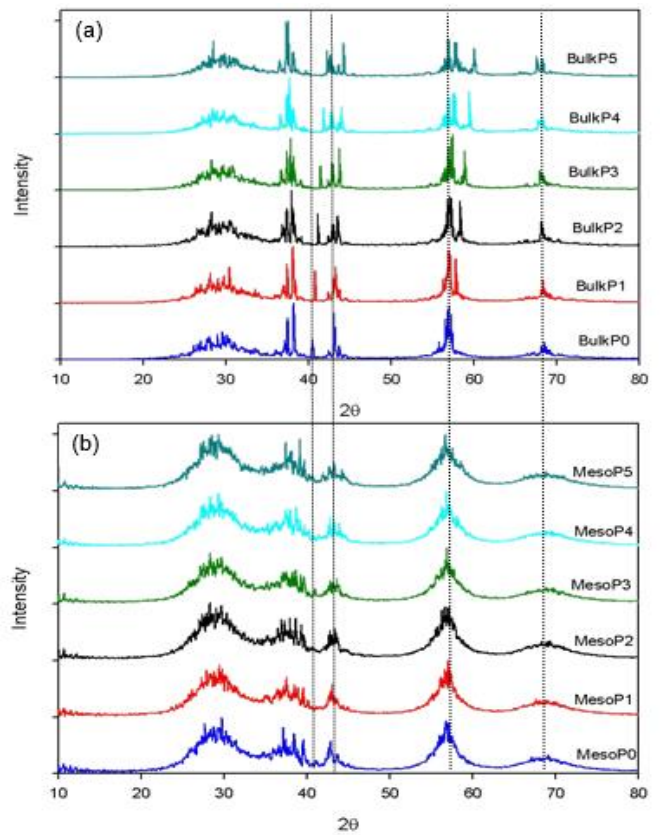 (a)
BulkP5
BulkP4
BulkP3
BulkP2
BulkP1
BulkP0
Intensity
10 20 30 40 50 60 70 80
2θ
(b)
MesoP5
MesoP4
MesoP3
MesoP2
MesoP1
MesoP0
Intensity
10 20 30 40 50 60 70 80
2θ